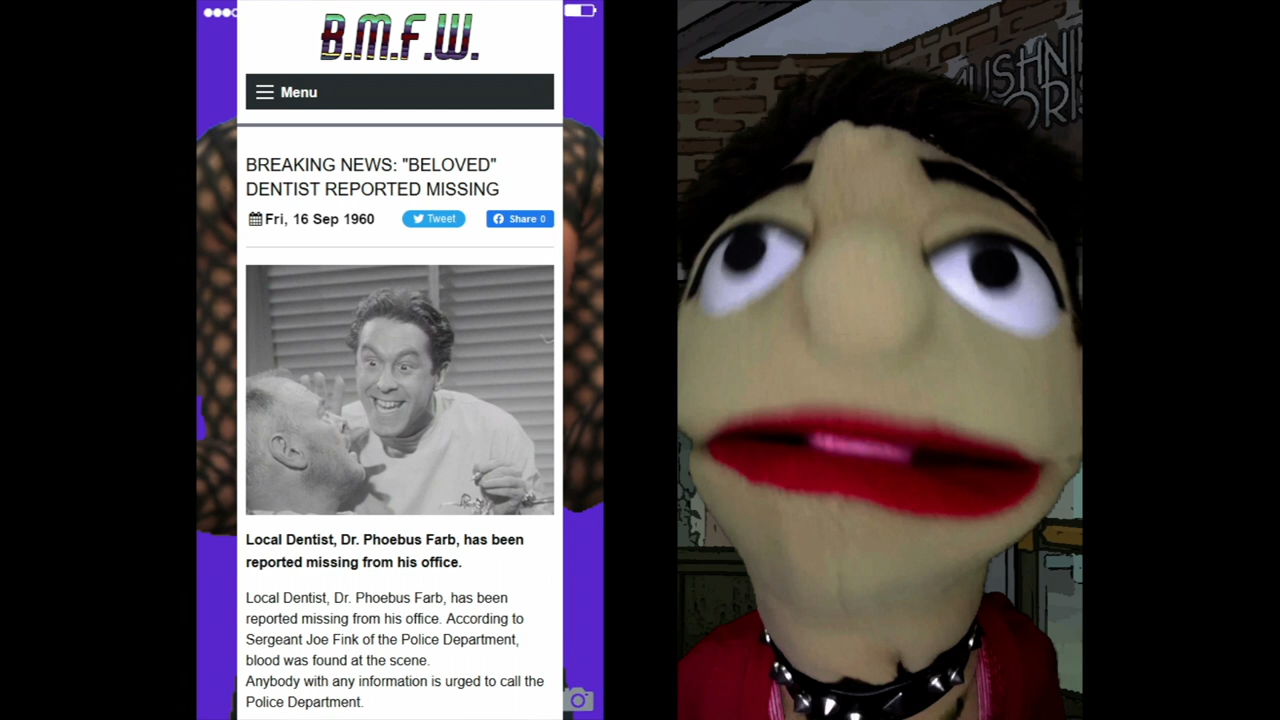 B.M.F.W.
Menu
BREAKING NEWS: "BELOVED"
DENTIST REPORTED MISSING
Fri, 16 Sep 1960
Tweet
Share 0
Local Dentist, Dr. Phoebus Farb, has been
reported missing from his office.
Local Dentist, Dr. Phoebus Farb, has been
reported missing from his office. According to
Sergeant Joe Fink of the Police Department,
blood was found at the scene.
Anybody with any information is urged to call the
Police Department.